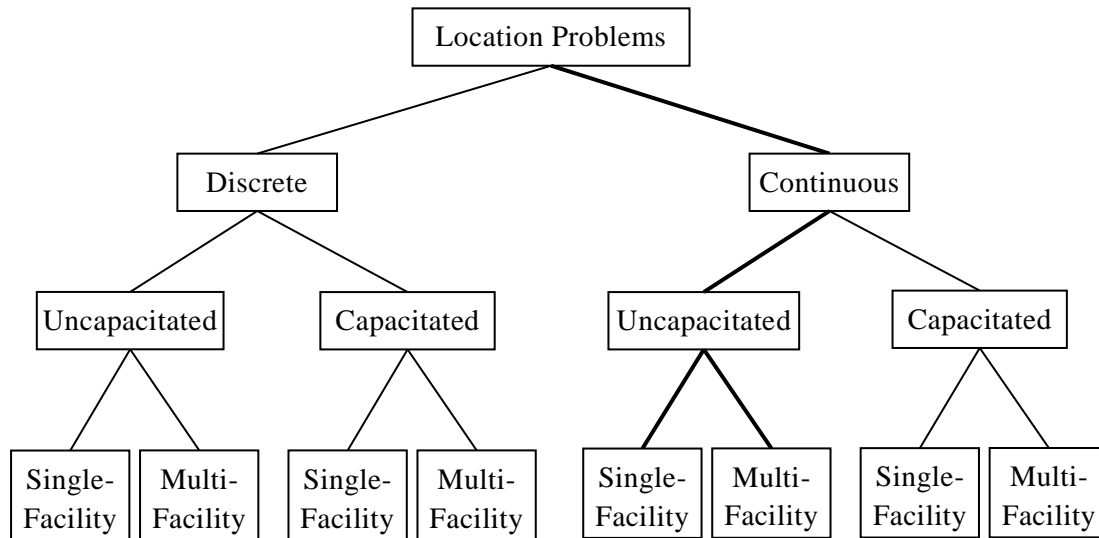 Location Problems
Discrete
Continuous
Uncapacitated
Capacitated
Uncapacitated
Capacitated
Single-
Facility
Multi-
Facility
Single-
Facility
Multi-
Facility
Single-
Facility
Multi-
Facility
Single-
Facility
Multi-
Facility